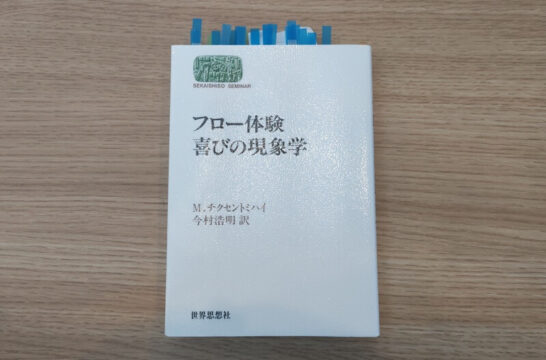 SEKAISHISO SEMINAR
フロー体験
喜びの現象学
M. チクセントミハイ
今村浩明 訳
世界思想社